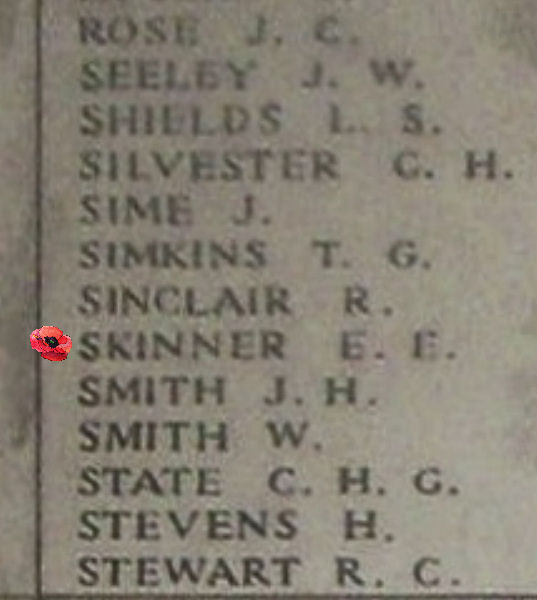 ROSE J. C.
SEELEY J. W.
SHIELDS L. S.
SILVESTER C. H.
SIME J.
SIMKINS T. G.
SINCLAIR R.
SKINNER E. E.
SMITH J. H.
SMITH W.
STATE C. H. G.
STEVENS H.
STEWART R. C.